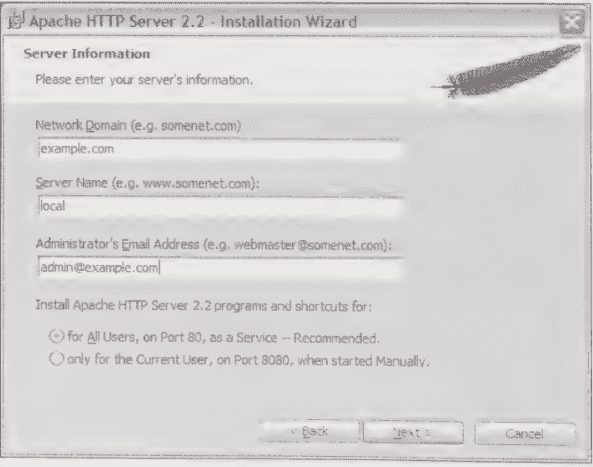 Apache HTTP Server 2.2 - Installation Wizard
Server Information
Please enter your server's information.
Network Domain (e.g. somenet.com)
example.com
Server Name (e.g. www.somenet.com):
local
Administrator's Email Address (e.g. webmaster@somenet.com):
admin@example.com
Install Apache HTTP Server 2.2 programs and shortcuts for:
for All Users, on Port 80, as a Service -- Recommended.
only for the Current User, on Port 8080, when started Manually.
< Back
Next >
Cancel